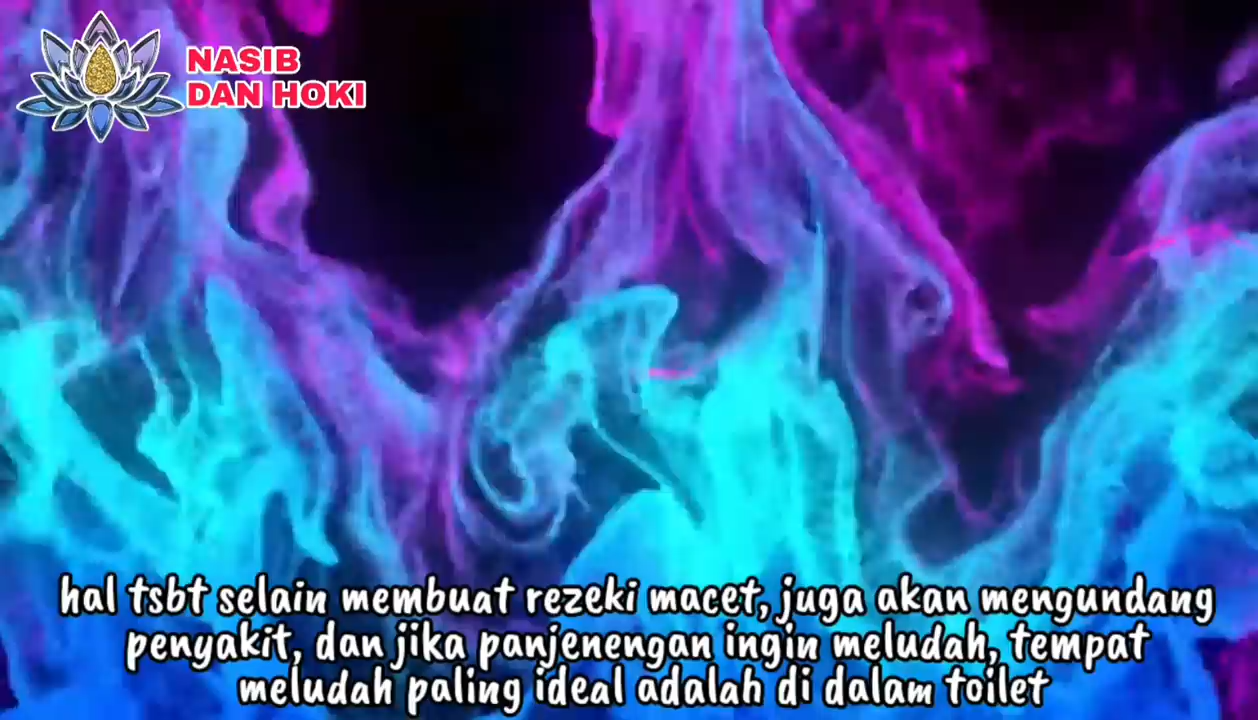 NASIB
DAN HOKI
hal tsbt selain membuat rezeki macet, juga akan mengundang
penyakit, dan jika panjenengan ingin meludah, tempat
meludah paling ideal adalah di dalam toilet